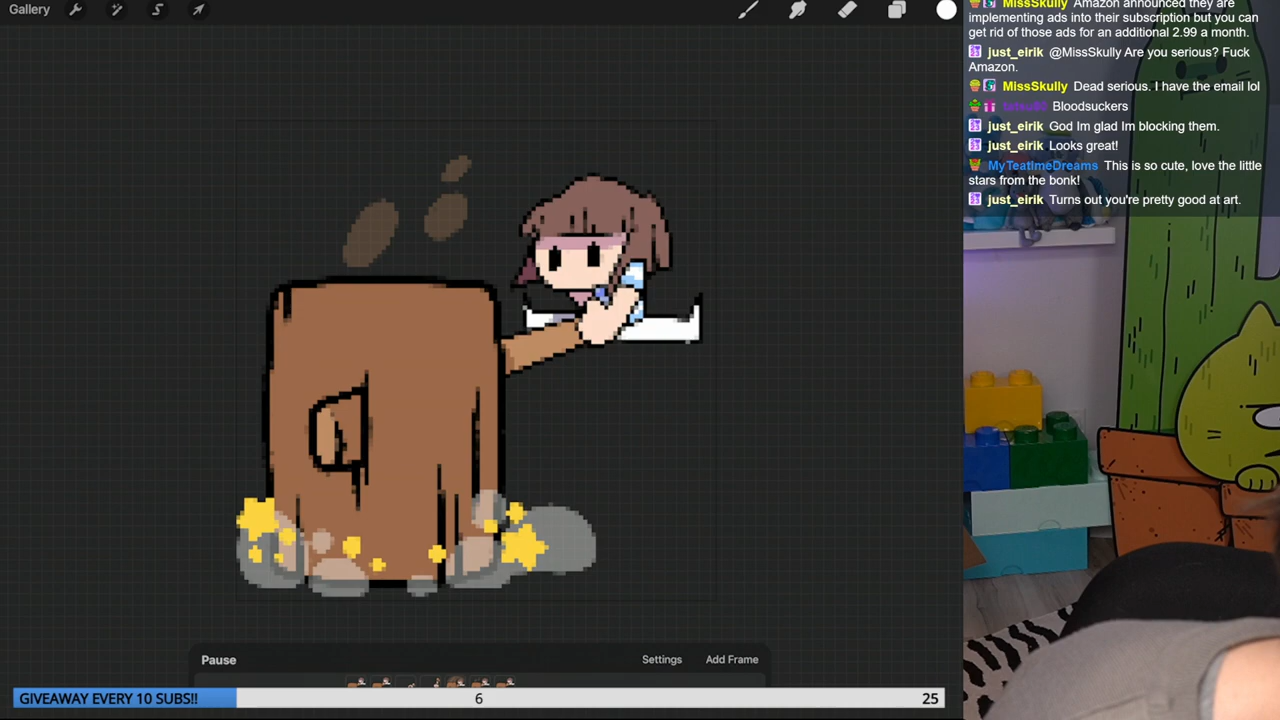 Gallery
MissSkully Amazon announced they are
implementing ads into their subscription but you can
get rid of those ads for an additional 2.99 a month.
just_eirik @MissSkully Are you serious? Fuck
Amazon.
MissSkully Dead serious. I have the email lol
Bloodsuckers
just_eirik God Im glad Im blocking them.
just_eirik Looks great!
MyTeatimeDreams This is so cute, love the little
stars from the bonk!
just_eirik Turns out you're pretty good at art.
Pause
Settings
Add Frame
GIVEAWAY EVERY 10 SUBS!!
6
25